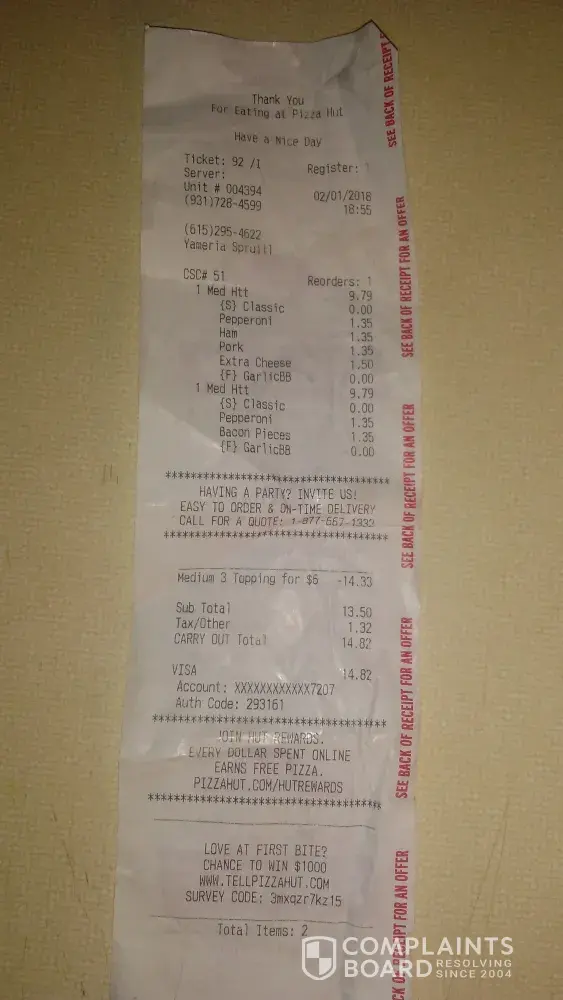 Thank You
For Eating at Pizza Hut
Have a Nice Day
Ticket: 92 /1 Register: 1
Server:
Unit # 004394 02/01/2018
(931)728-4599 18:55
(615)295-4622
Yameria Spruill
CSC# 51 Reorders: 1
1 Med Htt 9.79
{S} Classic 0.00
Pepperoni 1.35
Ham 1.35
Pork 1.35
Extra Cheese 1.50
{F} GarlicBB 0.00
1 Med Htt 9.79
{S} Classic 0.00
Pepperoni 1.35
Bacon Pieces 1.35
{F} GarlicBB 0.00
****************************************
HAVING A PARTY? INVITE US!
EASY TO ORDER & ON-TIME DELIVERY
CALL FOR A QUOTE: 1-877-557-1333
****************************************
Medium 3 Topping for $6 -14.33
Sub Total 13.50
Tax/Other 1.32
CARRY OUT Total 14.82
VISA 14.82
Account: XXXXXXXXXXXX7207
Auth Code: 293161
****************************************
JOIN HUT REWARDS.
EVERY DOLLAR SPENT ONLINE
EARNS FREE PIZZA.
PIZZAHUT.COM/HUTREWARDS
****************************************
LOVE AT FIRST BITE?
CHANCE TO WIN $1000
WWW.TELLPIZZAHUT.COM
SURVEY CODE: 3mxqzr7kz15
Total Items: 2
SEE BACK OF RECEIPT F
SEE BACK OF RECEIPT FOR AN OFFER
SEE BACK OF RECEIPT FOR AN OFFER
SEE BACK OF RECEIPT FOR AN OFFER
CK OF RECEIPT FOR AN OFFER
COMPLAINTS
BOARD RESOLVING
SINCE 2004